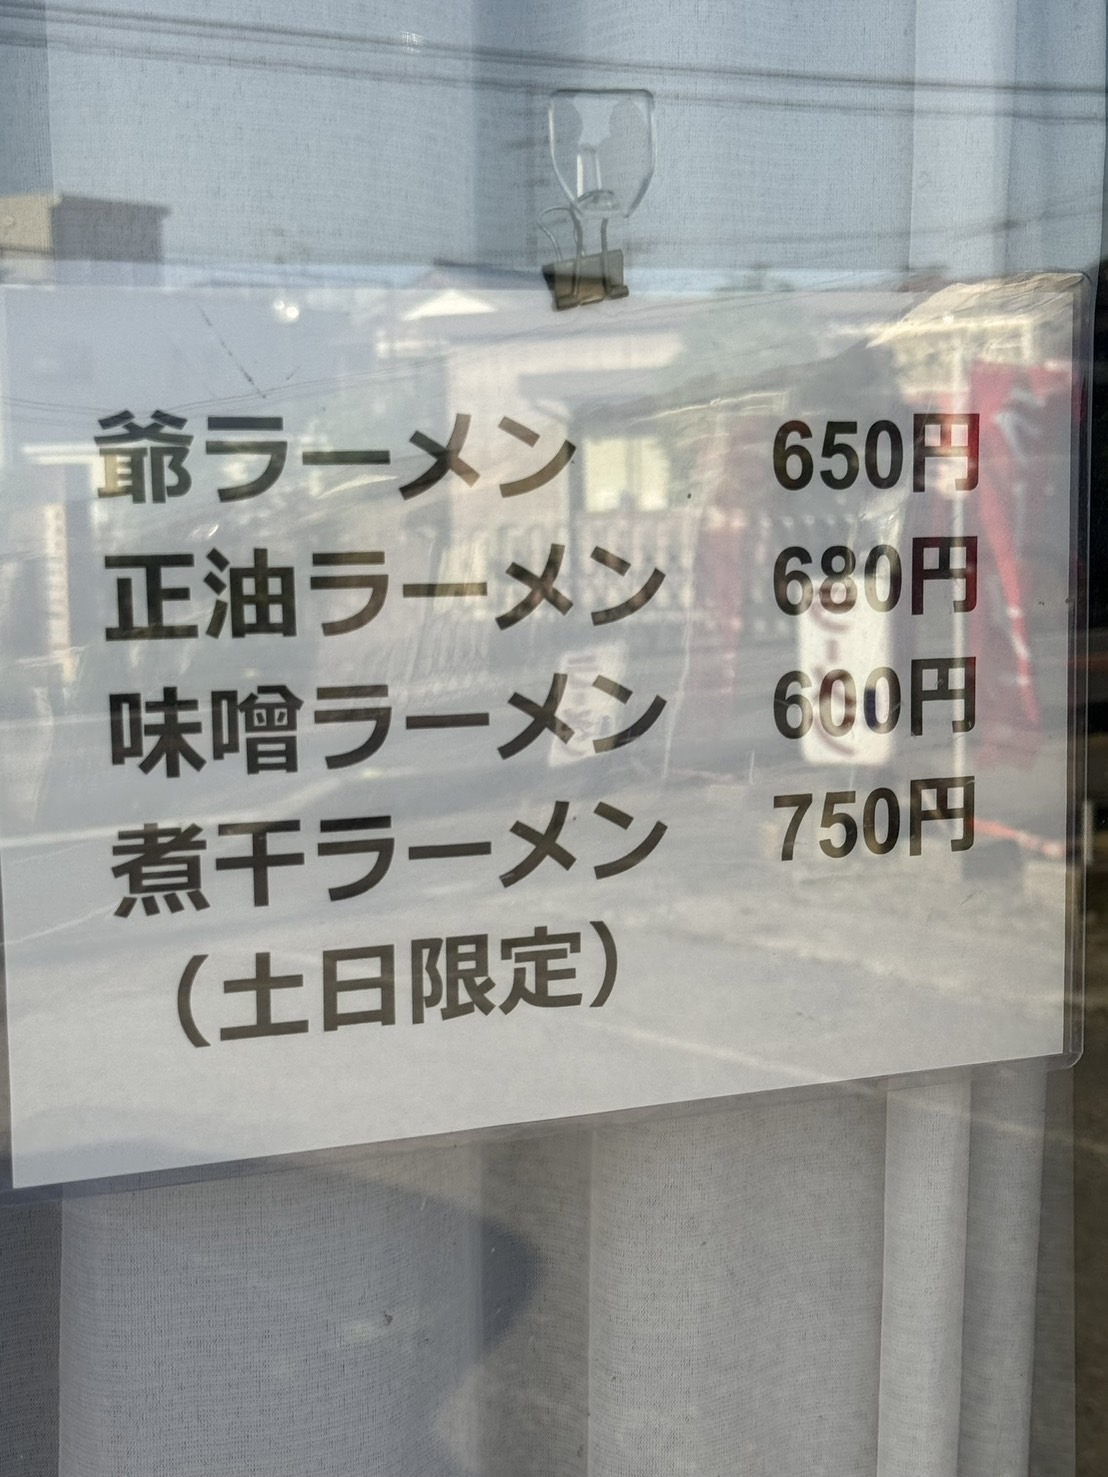 爺ラーメン 650円
正油ラーメン 680円
味噌ラーメン 600円
煮干ラーメン 750円
(土日限定)